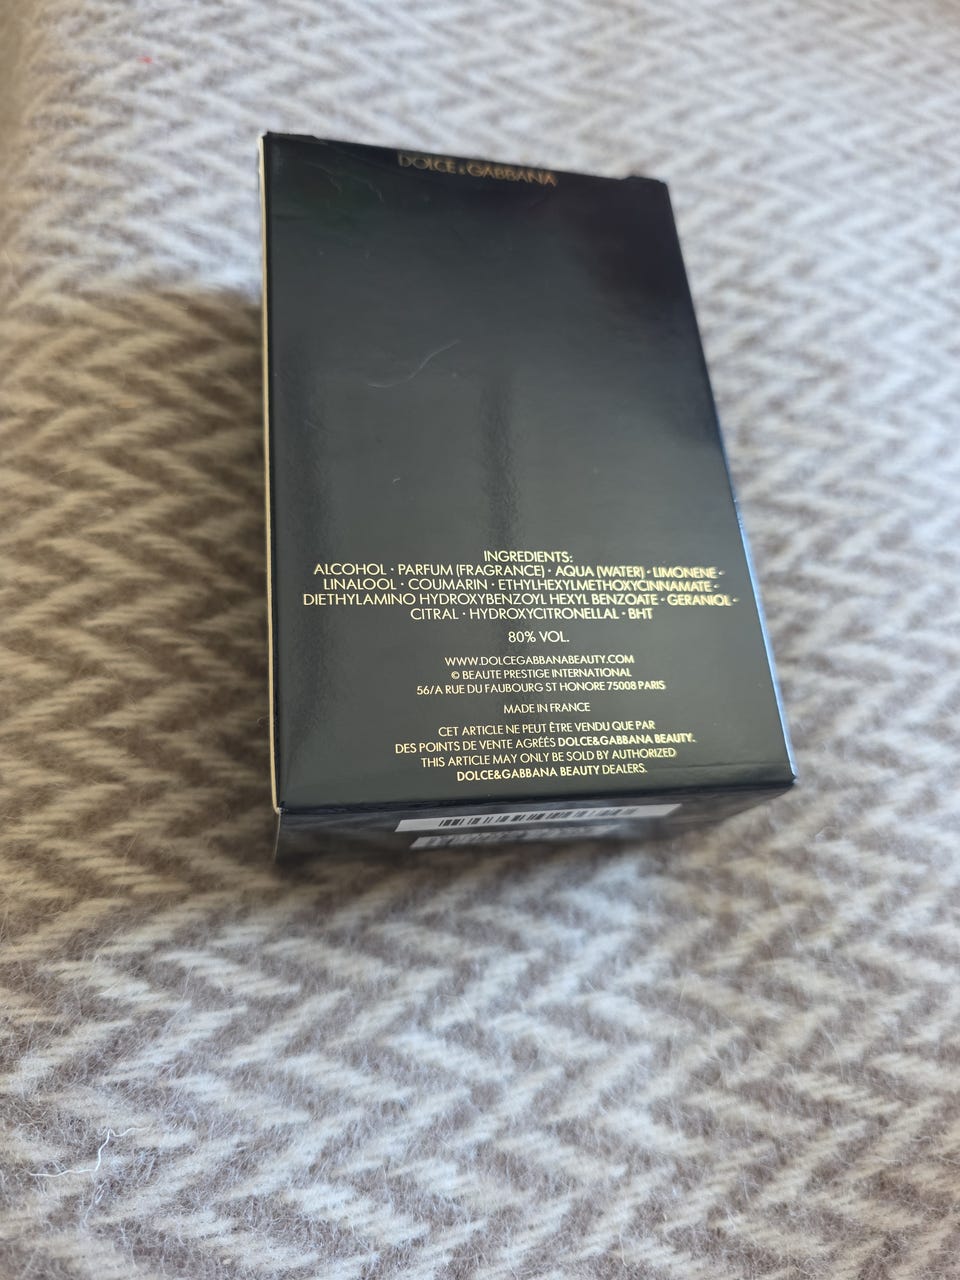 DOLCE & GABBANA
INGREDIENTS:
ALCOHOL · PARFUM (FRAGRANCE) · AQUA (WATER) · LIMONENE ·
LINALOOL · COUMARIN · ETHYLHEXYLMETHOXYCINNAMATE ·
DIETHYLAMINO HYDROXYBENZOYL HEXYL BENZOATE · GERANIOL ·
CITRAL · HYDROXYCITRONELLAL · BHT
80% VOL.
WWW.DOLCEGABBANABEAUTY.COM
© BEAUTE PRESTIGE INTERNATIONAL
56/A RUE DU FAUBOURG ST HONORE 75008 PARIS
MADE IN FRANCE
CET ARTICLE NE PEUT ÊTRE VENDU QUE PAR
DES POINTS DE VENTE AGRÉÉS DOLCE&GABBANA BEAUTY.
THIS ARTICLE MAY ONLY BE SOLD BY AUTHORIZED
DOLCE&GABBANA BEAUTY DEALERS.